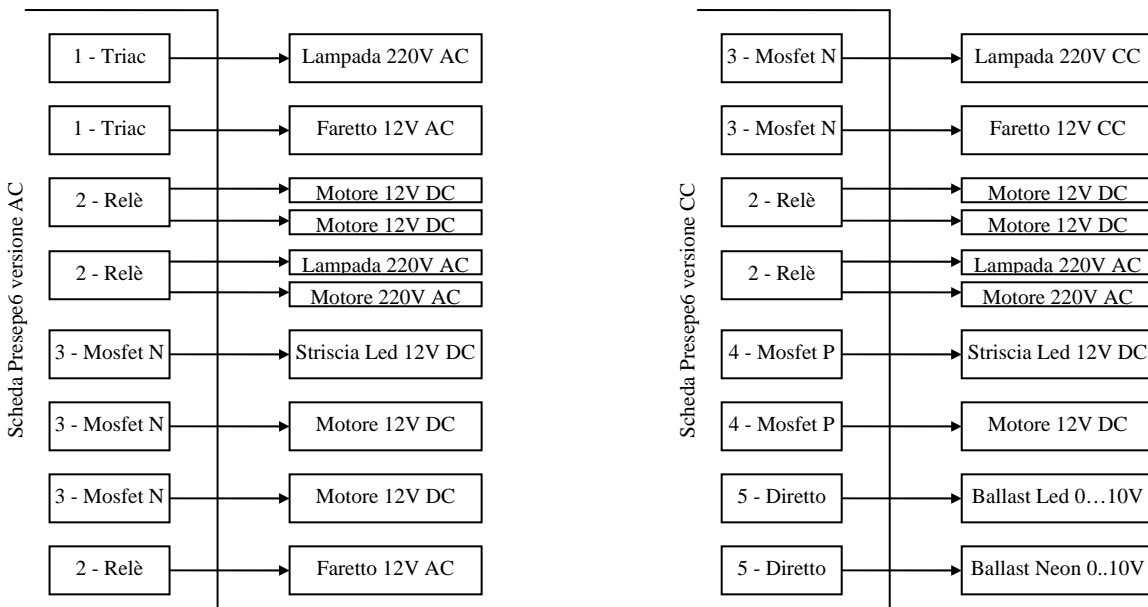 Scheda Presepe6 versione AC
1 - Triac
Lampada 220V AC
1 - Triac
Faretto 12V AC
2 - Relè
Motore 12V DC
Motore 12V DC
2 - Relè
Lampada 220V AC
Motore 220V AC
3 - Mosfet N
Striscia Led 12V DC
3 - Mosfet N
Motore 12V DC
3 - Mosfet N
Motore 12V DC
2 - Relè
Faretto 12V AC
Scheda Presepe6 versione CC
3 - Mosfet N
Lampada 220V CC
3 - Mosfet N
Faretto 12V CC
2 - Relè
Motore 12V DC
Motore 12V DC
2 - Relè
Lampada 220V AC
Motore 220V AC
4 - Mosfet P
Striscia Led 12V DC
4 - Mosfet P
Motore 12V DC
5 - Diretto
Ballast Led 0…10V
5 - Diretto
Ballast Neon 0..10V